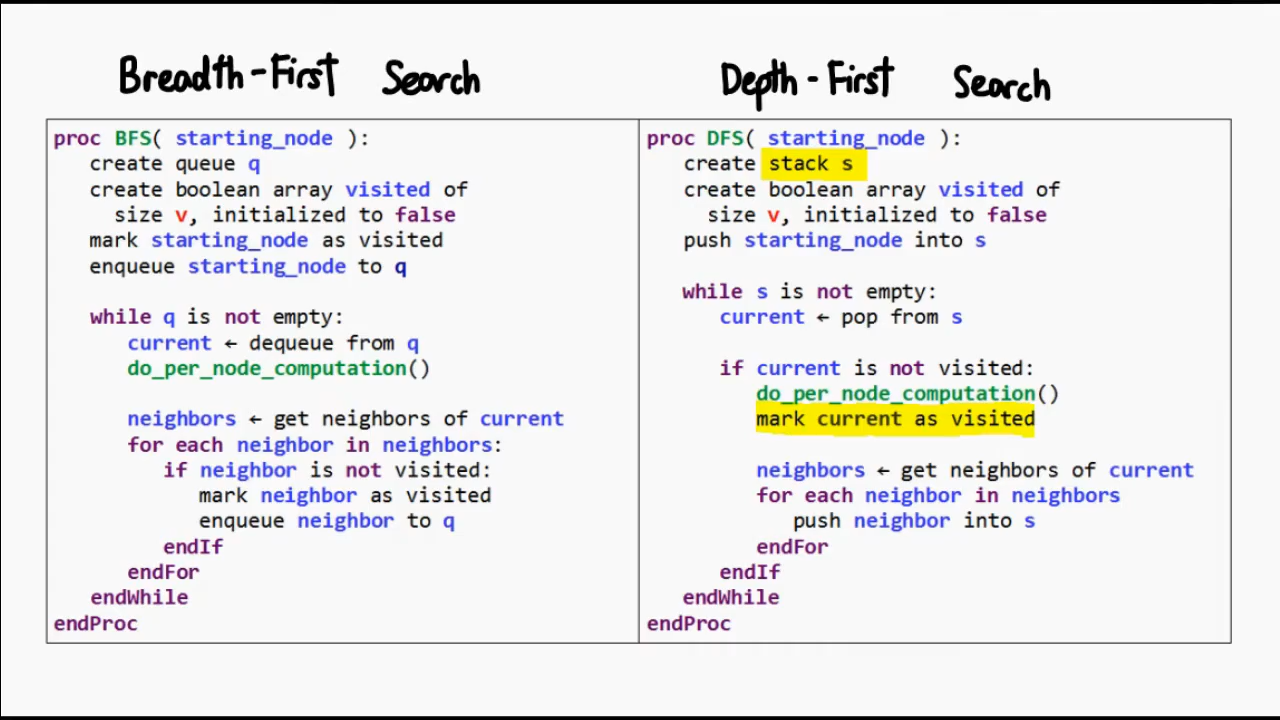 Breadth-First Search
proc BFS( starting_node ):
create queue q
create boolean array visited of
size v, initialized to false
mark starting_node as visited
enqueue starting_node to q
while q is not empty:
current ← dequeue from q
do_per_node_computation()
neighbors ← get neighbors of current
for each neighbor in neighbors:
if neighbor is not visited:
mark neighbor as visited
enqueue neighbor to q
endIf
endFor
endWhile
endProc
Depth-First Search
proc DFS( starting_node ):
create stack s
create boolean array visited of
size v, initialized to false
push starting_node into s
while s is not empty:
current ← pop from s
if current is not visited:
do_per_node_computation()
mark current as visited
neighbors ← get neighbors of current
for each neighbor in neighbors
push neighbor into s
endFor
endIf
endWhile
endProc